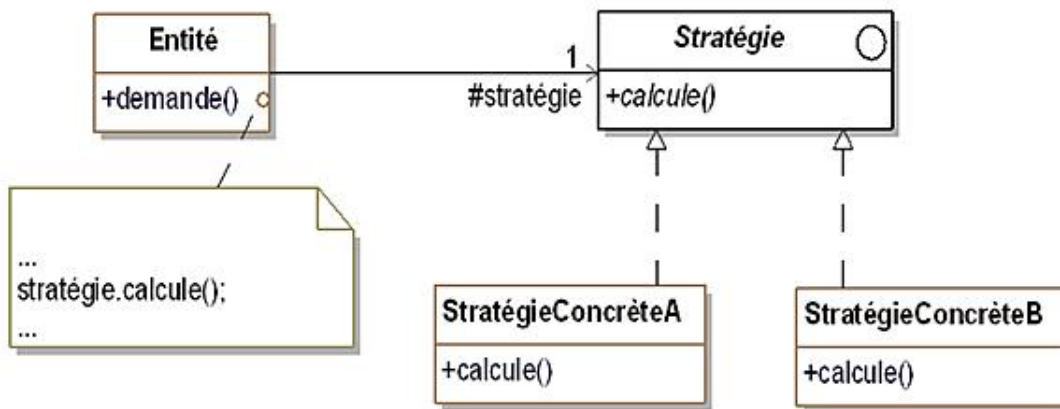 Entité
+demande()
Stratégie
+calcule()
1
#stratégie
...
stratégie.calcule();
...
StratégieConcrèteA
+calcule()
StratégieConcrèteB
+calcule()